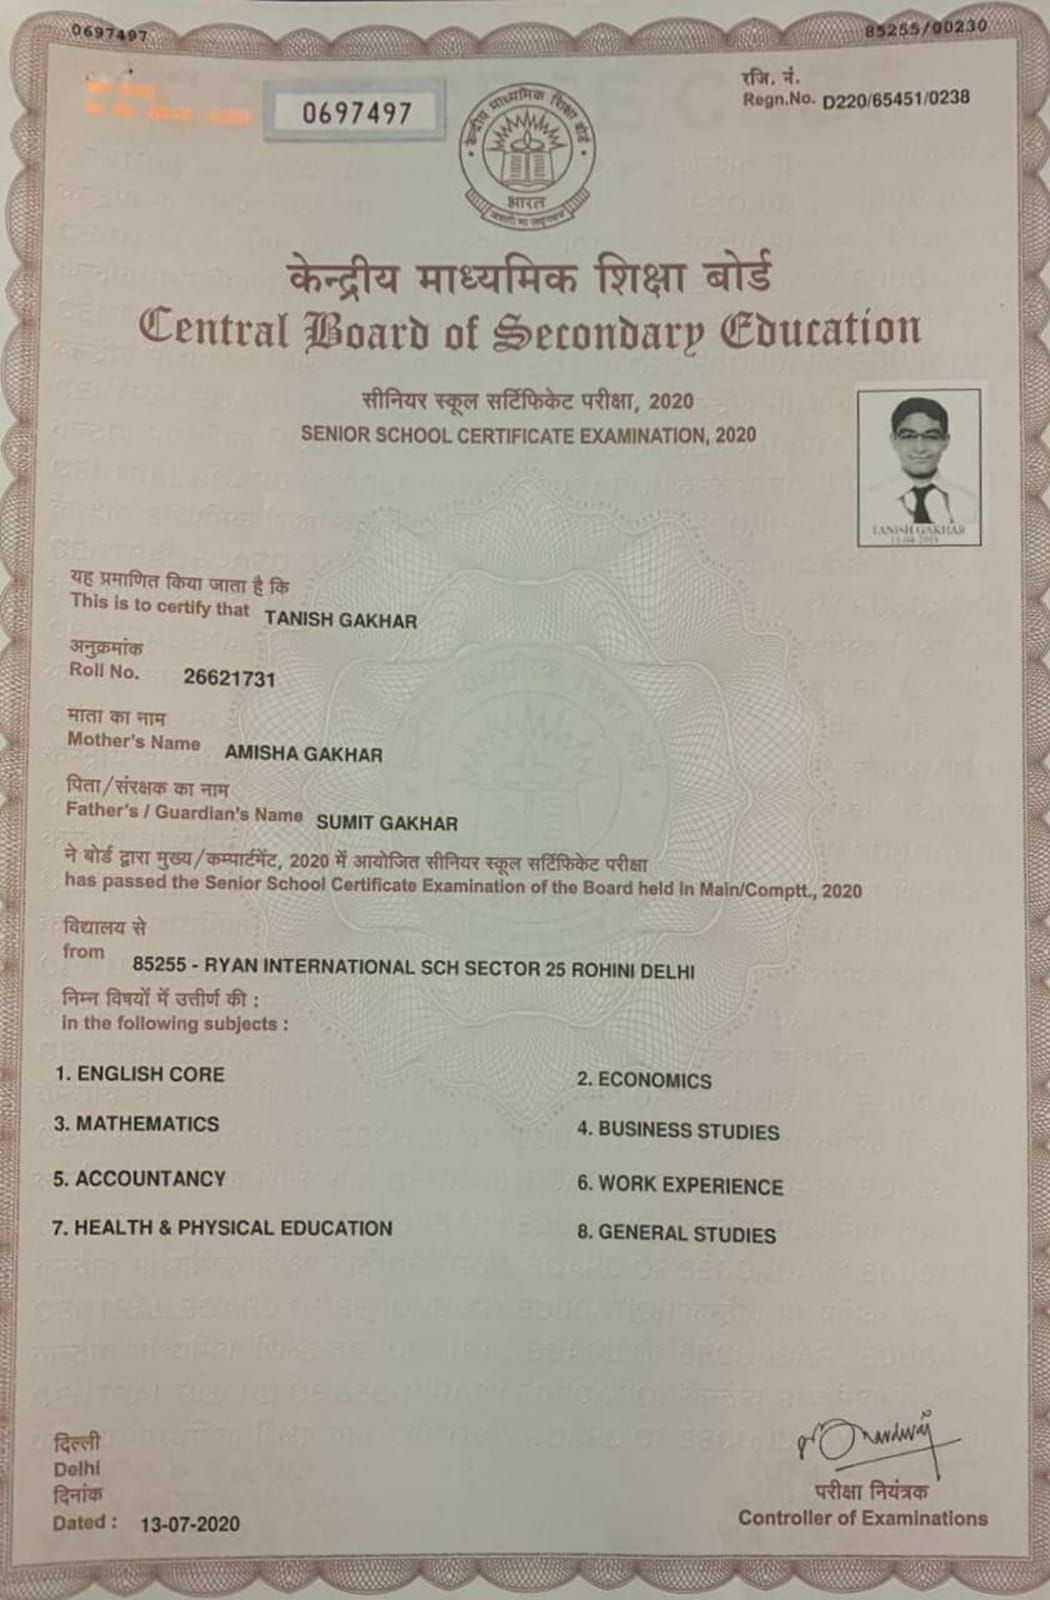 0697497
85255/00230
0697497
रजि. नं.
Regn.No. D220/65451/0238
केन्द्रीय माध्यमिक शिक्षा बोर्ड
भारत
केन्द्रीय माध्यमिक शिक्षा बोर्ड
Central Board of Secondary Education
सीनियर स्कूल सर्टिफिकेट परीक्षा, 2020
SENIOR SCHOOL CERTIFICATE EXAMINATION, 2020
TANISH GAKHAR
यह प्रमाणित किया जाता है कि
This is to certify that TANISH GAKHAR
अनुक्रमांक
Roll No. 26621731
माता का नाम
Mother's Name AMISHA GAKHAR
पिता/संरक्षक का नाम
Father's / Guardian's Name SUMIT GAKHAR
ने बोर्ड द्वारा मुख्य/कम्पार्टमेंट, 2020 में आयोजित सीनियर स्कूल सर्टिफिकेट परीक्षा
has passed the Senior School Certificate Examination of the Board held in Main/Comptt., 2020
विद्यालय से
from 85255 - RYAN INTERNATIONAL SCH SECTOR 25 ROHINI DELHI
निम्न विषयों में उत्तीर्ण की :
in the following subjects :
1. ENGLISH CORE 2. ECONOMICS
3. MATHEMATICS 4. BUSINESS STUDIES
5. ACCOUNTANCY 6. WORK EXPERIENCE
7. HEALTH & PHYSICAL EDUCATION 8. GENERAL STUDIES
दिल्ली
Delhi
दिनांक
Dated : 13-07-2020
परीक्षा नियंत्रक
Controller of Examinations